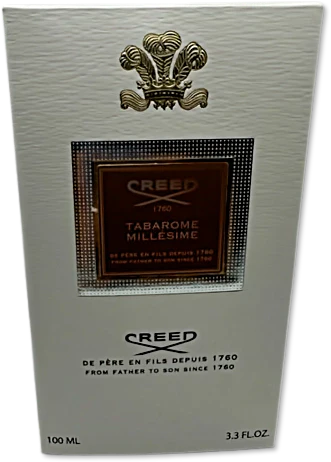 CREED
1760
TABAROME
MILLÉSIME
DE PÈRE EN FILS DEPUIS 1760
FROM FATHER TO SON SINCE 1760
CREED
DE PÈRE EN FILS DEPUIS 1760
FROM FATHER TO SON SINCE 1760
100 ML 3.3 FL.OZ.